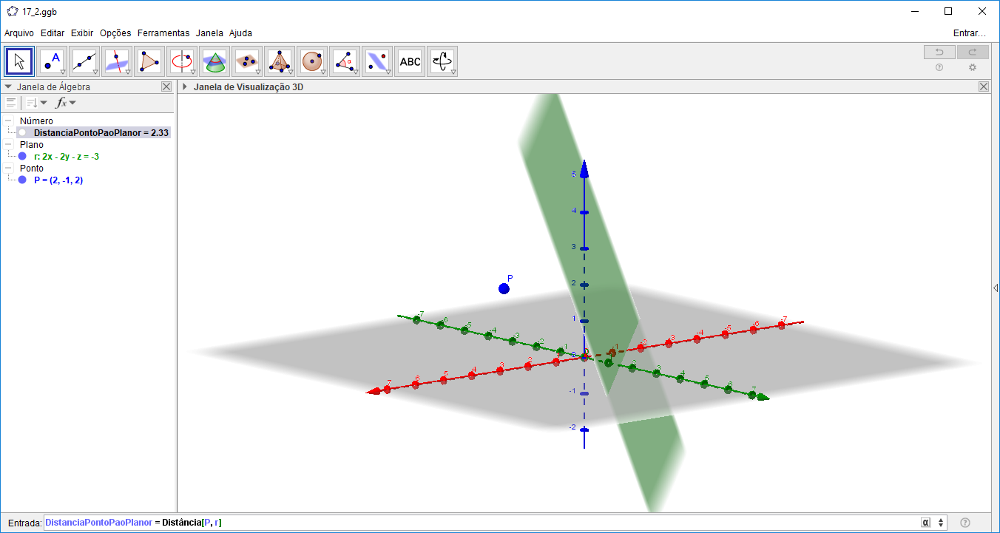 17_2.ggb
Arquivo Editar Exibir Opções Ferramentas Janela Ajuda Entrar...
A α ABC
Janela de Álgebra
Janela de Visualização 3D
fx
Número
DistanciaPontoPaoPlanor = 2.33
Plano
r: 2x - 2y - z = -3
Ponto
P = (2, -1, 2)
5
4
3
2
1
0
-1
-2
P
-7 -6 -5 -4 -3 -2 -1 0 2 3 4 5 6 7
7 6 5 4 3 2 0 -1 -2 -3 -4 -5 -6 -7
Entrada: DistanciaPontoPaoPlanor = Distância[P, r] α